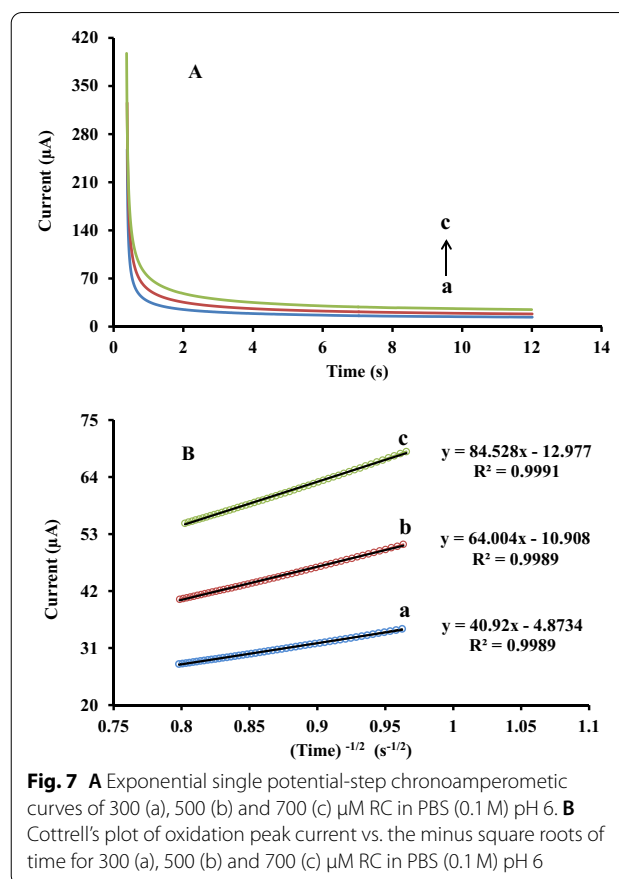 420
350
280
210
140
70
0
Current (µA)
A
c
a
0 2 4 6 8 10 12 14
Time (s)
75
64
53
42
31
20
Current (µA)
B
c
y = 84.528x - 12.977
R² = 0.9991
b
y = 64.004x - 10.908
R² = 0.9989
a
y = 40.92x - 4.8734
R² = 0.9989
0.75 0.8 0.85 0.9 0.95 1 1.05 1.1
(Time) -1/2 (s-1/2)
Fig. 7 A Exponential single potential-step chronoamperometic
curves of 300 (a), 500 (b) and 700 (c) µM RC in PBS (0.1 M) pH 6. B
Cottrell's plot of oxidation peak current vs. the minus square roots of
time for 300 (a), 500 (b) and 700 (c) µM RC in PBS (0.1 M) pH 6